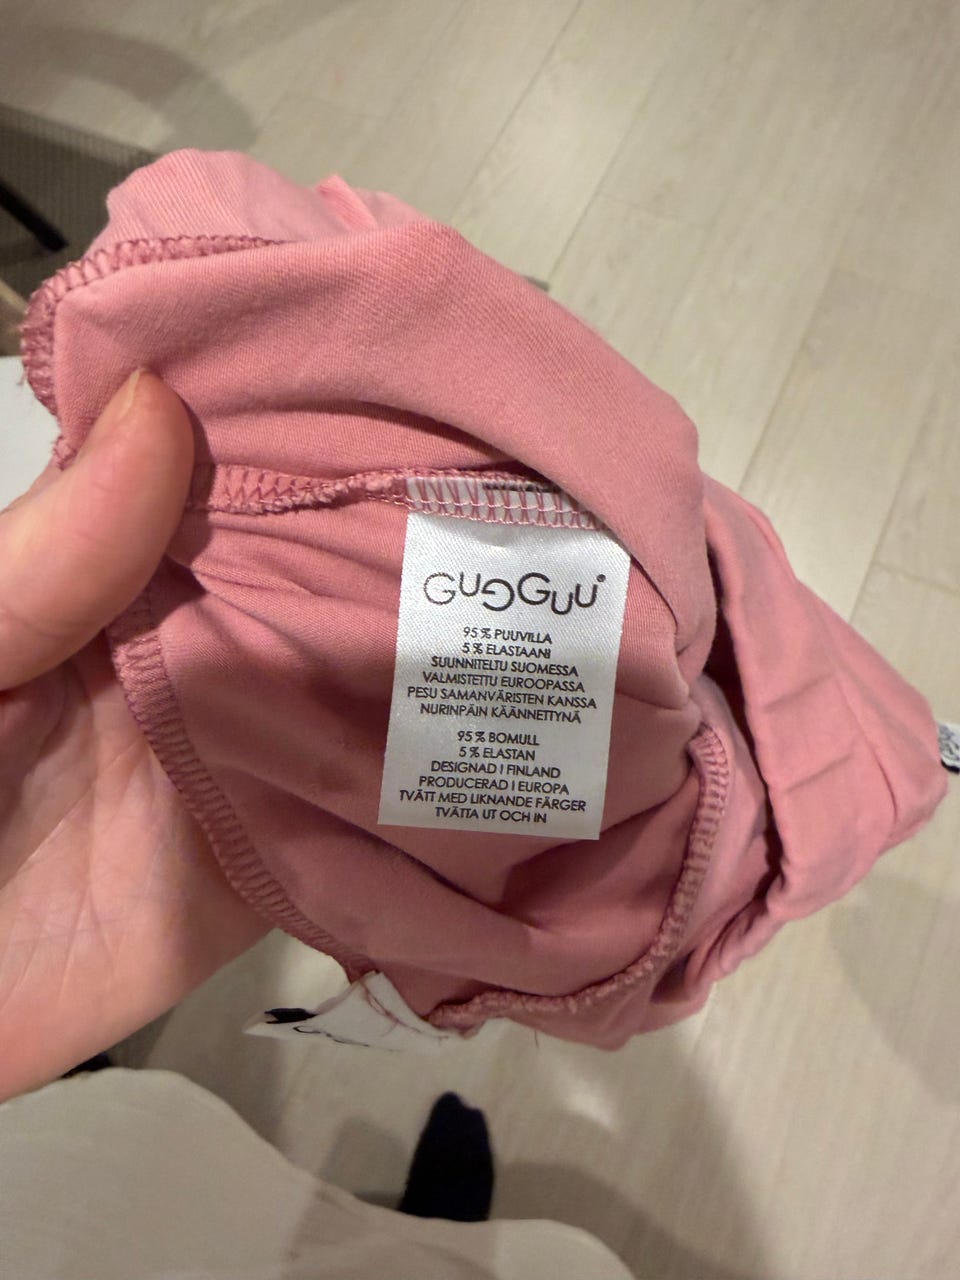 GUGGUU
95 % PUUVILLA
5 % ELASTAANI
SUUNNITELTU SUOMESSA
VALMISTETTU EUROOPASSA
PESU SAMANVÄRISTEN KANSSA
NURINPÄIN KÄÄNNETTYNÄ
95 % BOMULL
5 % ELASTAN
DESIGNAD I FINLAND
PRODUCERAD I EUROPA
TVÄTT MED LIKNANDE FÄRGER
TVÄTTA UT OCH IN